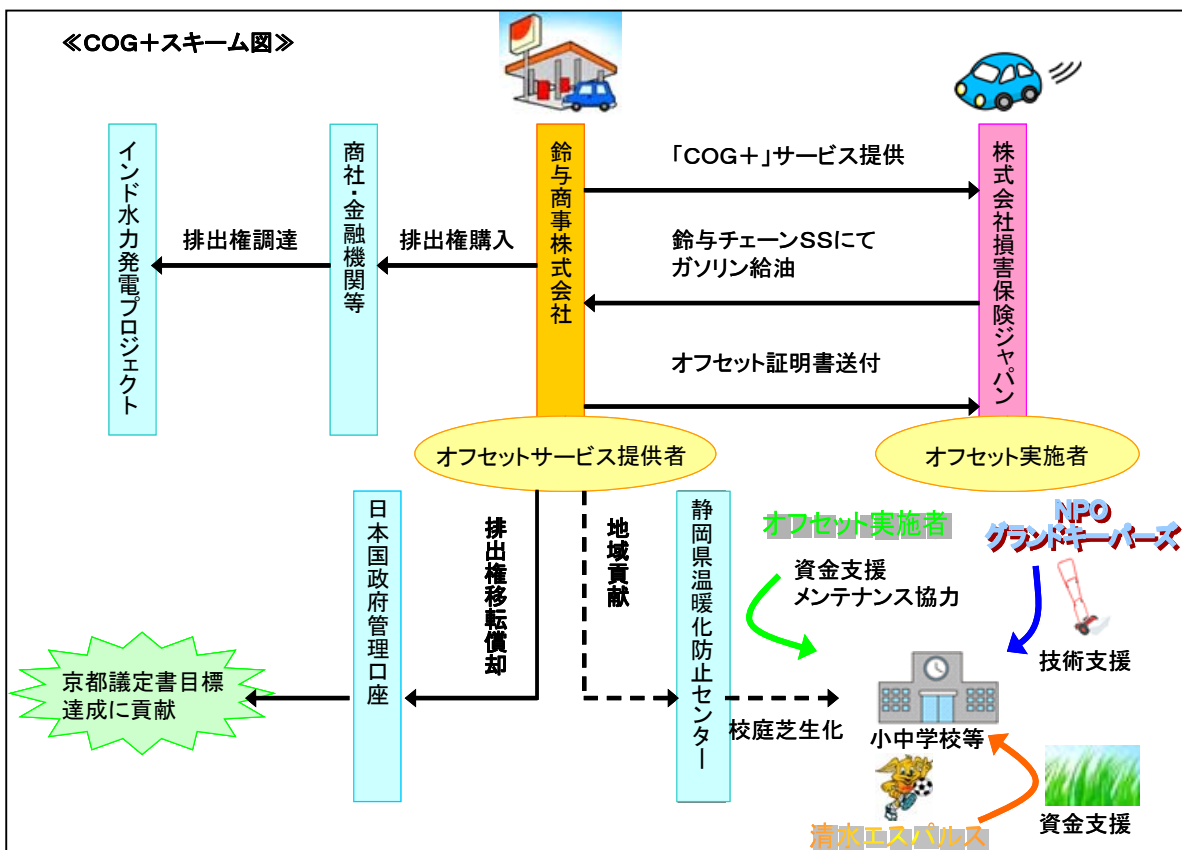 ≪COG+スキーム図≫
インド水力発電プロジェクト
排出権調達
商社・金融機関等
排出権購入
鈴与商事株式会社
「COG+」サービス提供
鈴与チェーンSSにて
ガソリン給油
オフセット証明書送付
株式会社損害保険ジャパン
オフセットサービス提供者
オフセット実施者
日本国政府管理口座
排出権移転償却
地域貢献
静岡県温暖化防止センター
京都議定書目標
達成に貢献
オフセット実施者
資金支援
メンテナンス協力
NPO
グランドキーパーズ
技術支援
校庭芝生化
小中学校等
清水エスパルス
資金支援